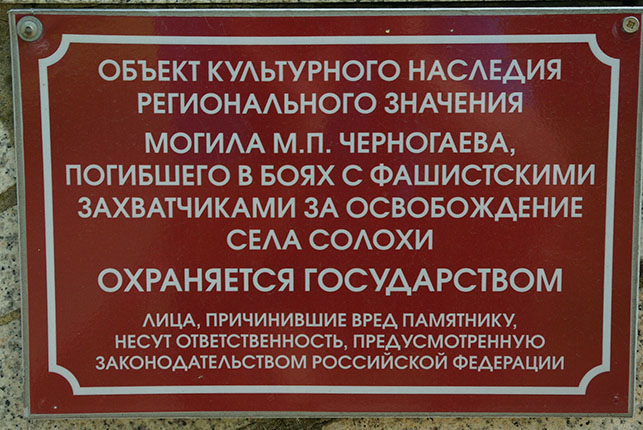 ОБЪЕКТ КУЛЬТУРНОГО НАСЛЕДИЯ
РЕГИОНАЛЬНОГО ЗНАЧЕНИЯ
МОГИЛА М.П. ЧЕРНОГАЕВА,
ПОГИБШЕГО В БОЯХ С ФАШИСТСКИМИ
ЗАХВАТЧИКАМИ ЗА ОСВОБОЖДЕНИЕ
СЕЛА СОЛОХИ
ОХРАНЯЕТСЯ ГОСУДАРСТВОМ
ЛИЦА, ПРИЧИНИВШИЕ ВРЕД ПАМЯТНИКУ,
НЕСУТ ОТВЕТСТВЕННОСТЬ, ПРЕДУСМОТРЕННУЮ
ЗАКОНОДАТЕЛЬСТВОМ РОССИЙСКОЙ ФЕДЕРАЦИИ